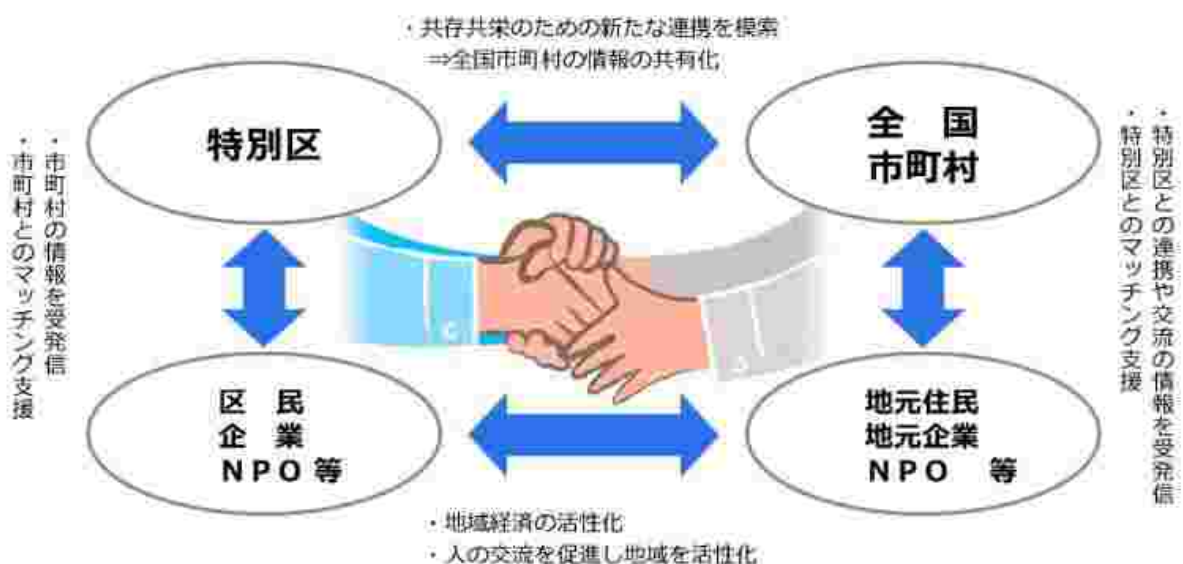 ・共存共栄のための新たな連携を模索
⇒全国市町村の情報の共有化
特別区
全　国
市町村
・市町村の情報を受発信
・市町村とのマッチング支援
・特別区との連携や交流の情報を受発信
・特別区とのマッチング支援
区　民
企　業
NPO 等
地元住民
地元企業
NPO　等
・地域経済の活性化
・人の交流を促進し地域を活性化